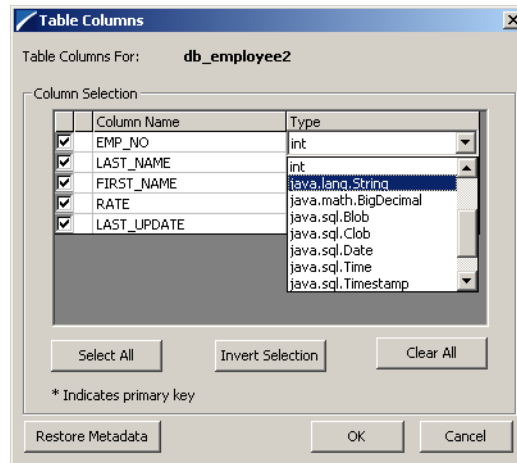 Table Columns
Table Columns For: db_employee2
Column Selection
Column Name Type
EMP_NO int
LAST_NAME int
FIRST_NAME java.lang.String
RATE java.math.BigDecimal
LAST_UPDATE java.sql.Blob
java.sql.Clob
java.sql.Date
java.sql.Time
java.sql.Timestamp
Select All Invert Selection Clear All
* Indicates primary key
Restore Metadata OK Cancel